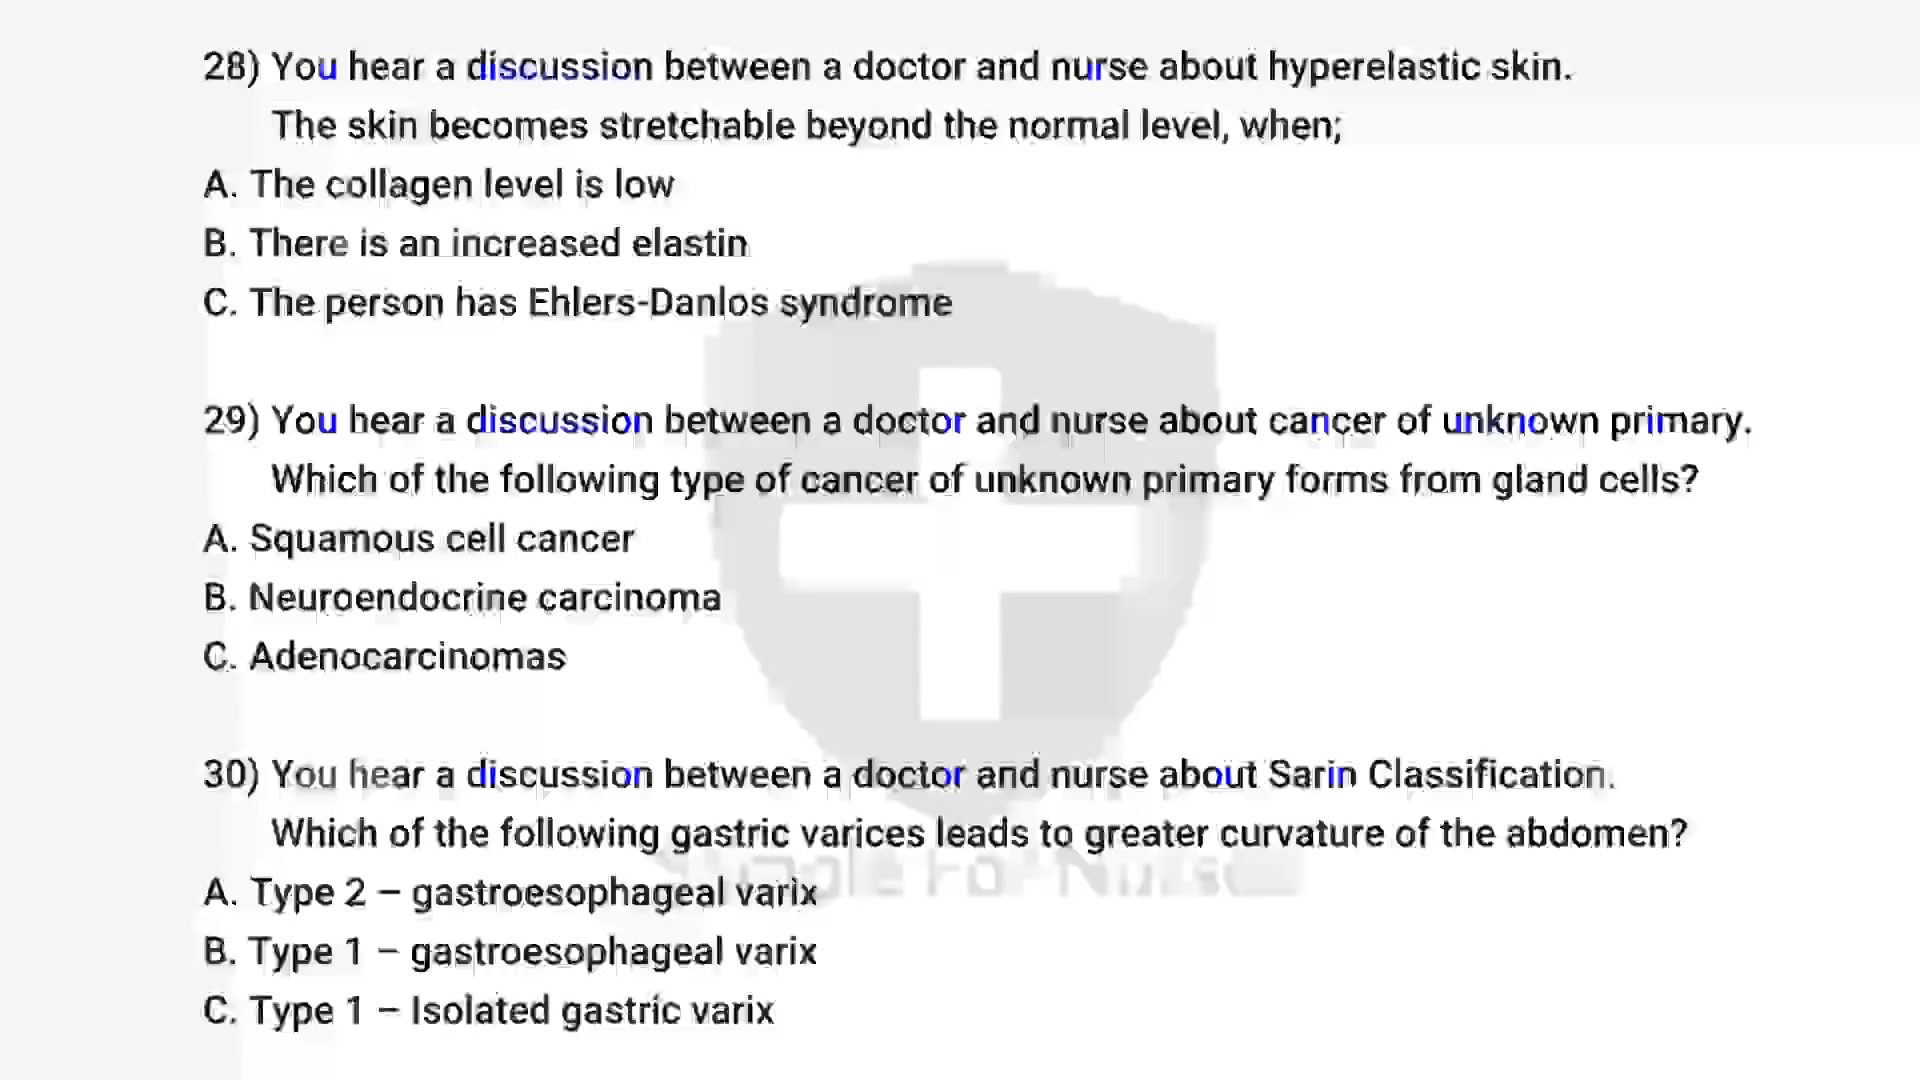 28) You hear a discussion between a doctor and nurse about hyperelastic skin.
The skin becomes stretchable beyond the normal level, when;
A. The collagen level is low
B. There is an increased elastin
C. The person has Ehlers-Danlos syndrome
29) You hear a discussion between a doctor and nurse about cancer of unknown primary.
Which of the following type of cancer of unknown primary forms from gland cells?
A. Squamous cell cancer
B. Neuroendocrine carcinoma
C. Adenocarcinomas
30) You hear a discussion between a doctor and nurse about Sarin Classification.
Which of the following gastric varices leads to greater curvature of the abdomen?
A. Type 2 – gastroesophageal varix
B. Type 1 – gastroesophageal varix
C. Type 1 – Isolated gastric varix